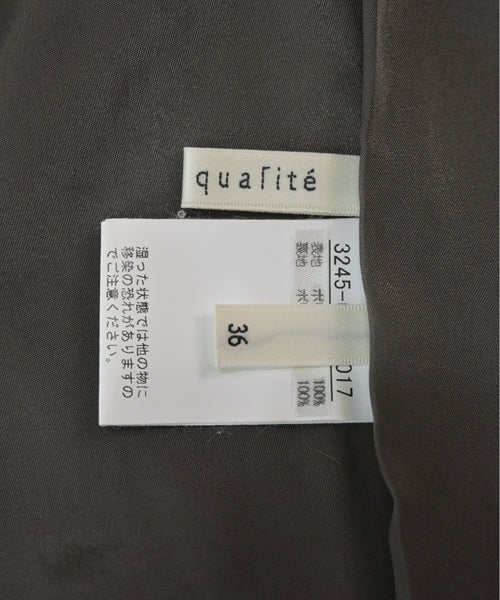 qualité
36
3245-
017
表地 ポ
100%
裏地 ポ
100%
湿った状態では他の物に
移染の恐れがありますの
でご注意ください。